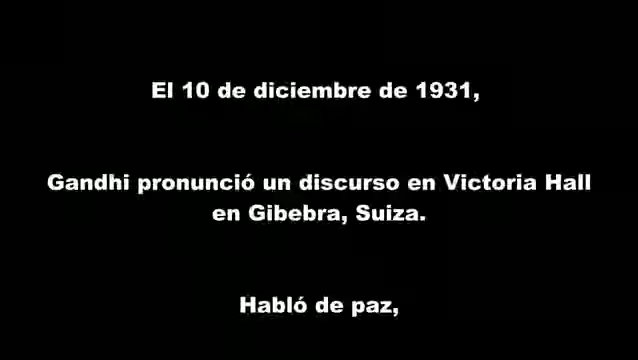 El 10 de diciembre de 1931,
Gandhi pronunció un discurso en Victoria Hall
en Gibebra, Suiza.
Habló de paz,